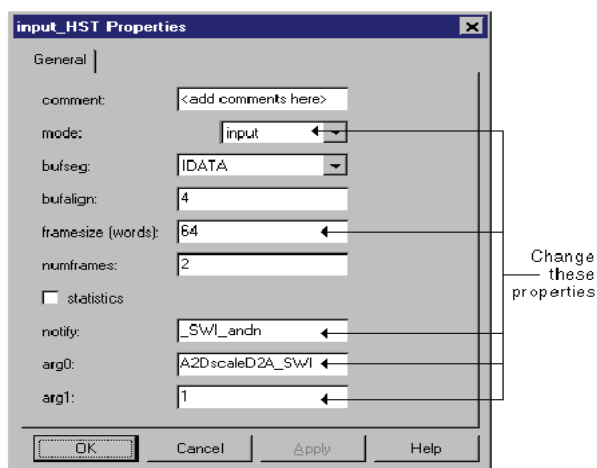 input_HST Properties
General
comment: <add comments here>
mode: input
bufseg: IDATA
bufalign: 4
framesize (words): 64
numframes: 2
statistics
notify: _SWI_andn
arg0: A2DscaleD2A_SWI
arg1: 1
OK Cancel Apply Help
Change
these
properties